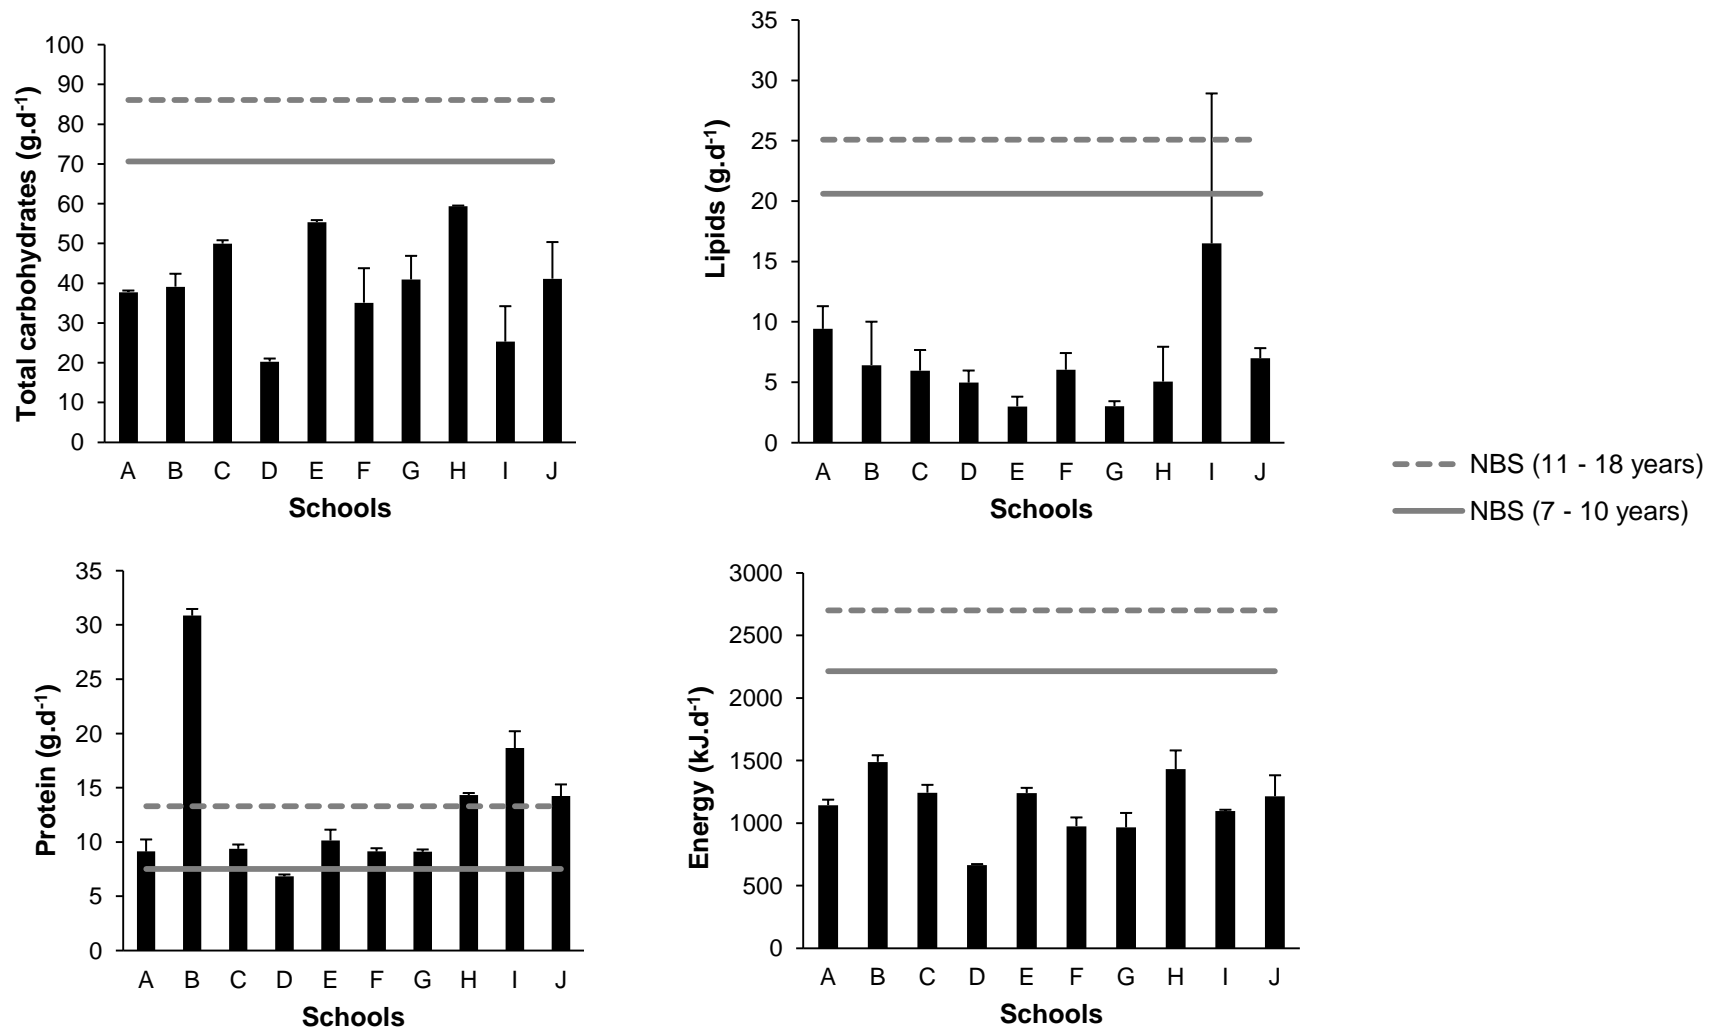 Total carbohydrates (g.d-1)
100
90
80
70
60
50
40
30
20
10
0
A B C D E F G H I J
Schools
Lipids (g.d-1)
35
30
25
20
15
10
5
0
A B C D E F G H I J
Schools
NBS (11 - 18 years)
NBS (7 - 10 years)
Protein (g.d-1)
35
30
25
20
15
10
5
0
A B C D E F G H I J
Schools
Energy (kJ.d-1)
3000
2500
2000
1500
1000
500
0
A B C D E F G H I J
Schools